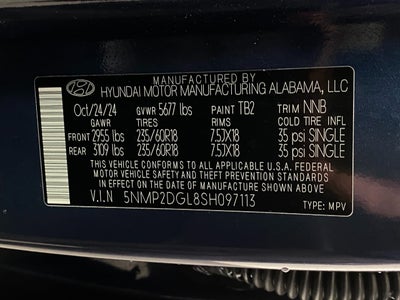 MANUFACTURED BY
HYUNDAI MOTOR MANUFACTURING ALABAMA, LLC
Oct/24/24 GVWR 5677 lbs PAINT TB2 TRIM NNB
GAWR TIRES RIMS COLD TIRE INFL
FRONT 2955 lbs 235/60R18 7.5JX18 35 psi SINGLE
REAR 3109 lbs 235/60R18 7.5JX18 35 psi SINGLE
THIS VEHICLE CONFORMS TO ALL APPLICABLE U.S.A. FEDERAL
MOTOR VEHICLE SAFETY, BUMPER, AND THEFT PREVENTION
STANDARDS IN EFFECT ON THE DATE OF MANUFACTURE SHOWN ABOVE
V.I.N 5NMP2DGL8SH097113 TYPE: MPV